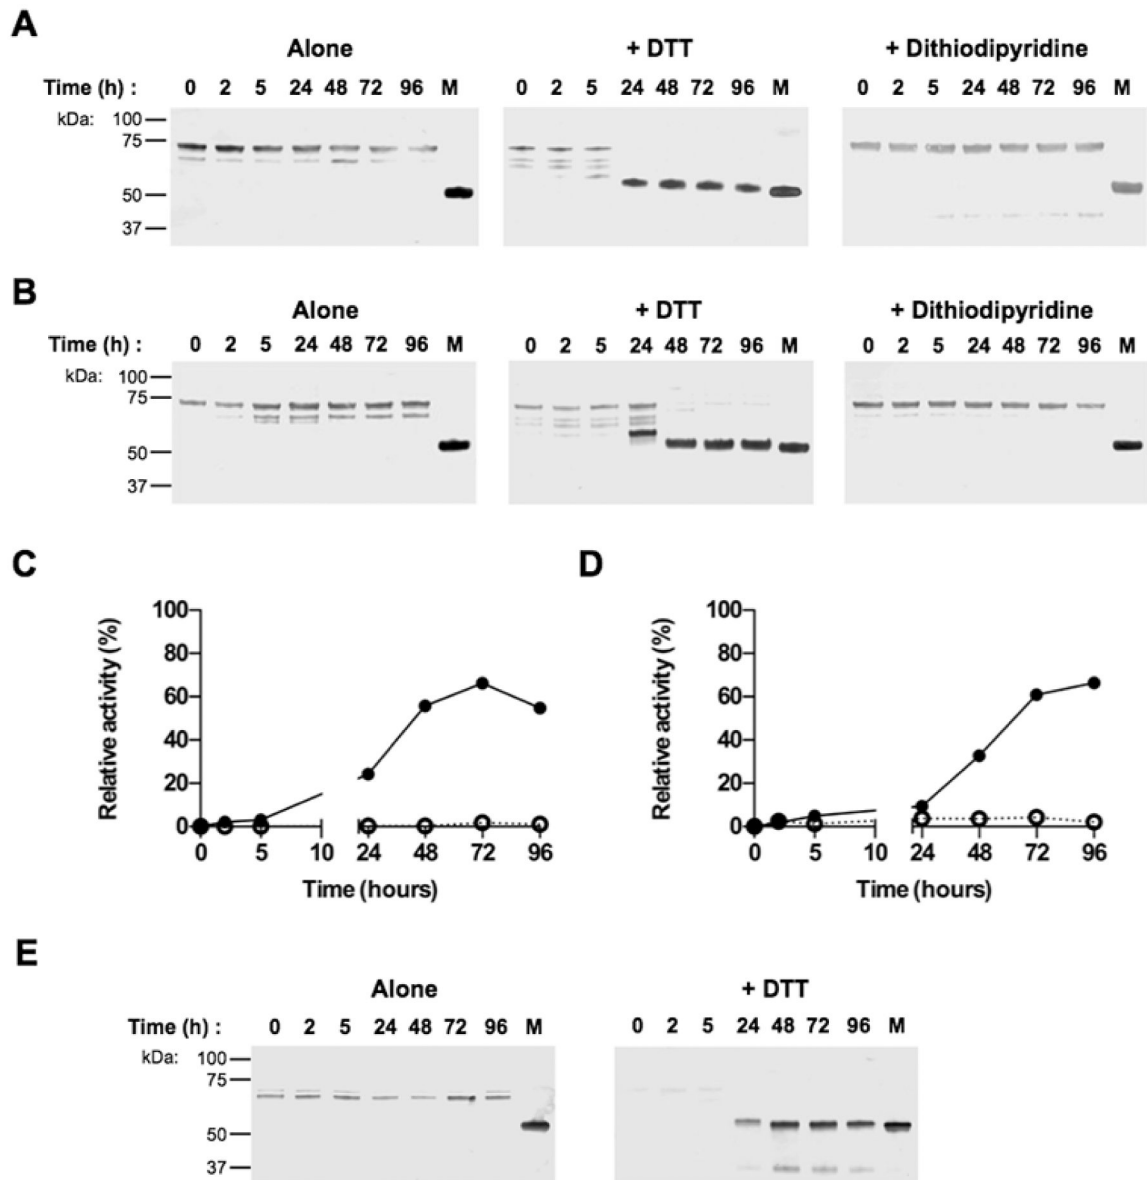 A
Alone + DTT + Dithiodipyridine
Time (h) : 0 2 5 24 48 72 96 M 0 2 5 24 48 72 96 M 0 2 5 24 48 72 96 M
kDa: 100
75
50
37
B
Alone + DTT + Dithiodipyridine
Time (h) : 0 2 5 24 48 72 96 M 0 2 5 24 48 72 96 M 0 2 5 24 48 72 96 M
kDa: 100
75
50
37
C
Relative activity (%)
100
80
60
40
20
0
0 5 10 24 48 72 96
Time (hours)
D
Relative activity (%)
100
80
60
40
20
0
0 5 10 24 48 72 96
Time (hours)
E
Alone + DTT
Time (h) : 0 2 5 24 48 72 96 M 0 2 5 24 48 72 96 M
kDa: 100
75
50
37